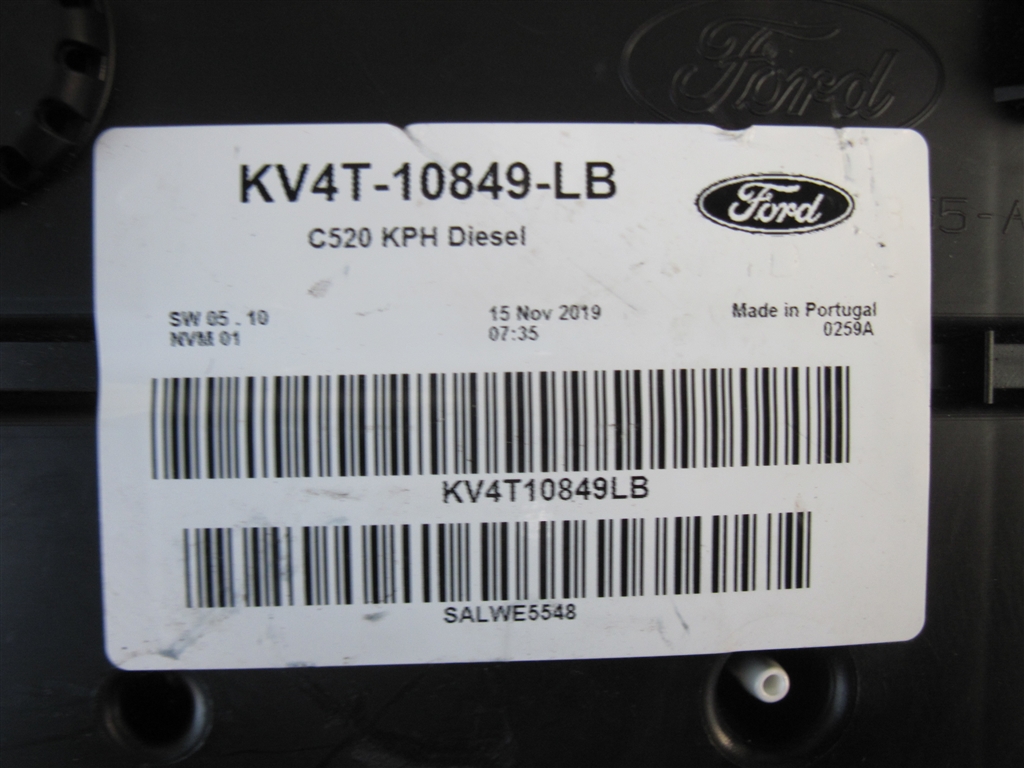 Ford
KV4T-10849-LB
Ford
C520 KPH Diesel
SW 05 . 10
NVM 01
15 Nov 2019
07:35
Made in Portugal
0259A
KV4T10849LB
SALWE5548